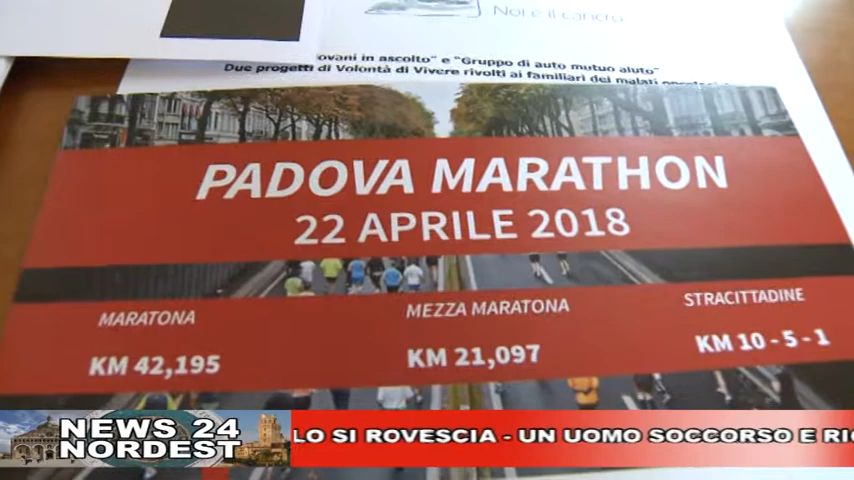 Noi e il cancro
ovani in ascolto" e "Gruppo di auto mutuo aiuto"
Due progetti di Volontà di Vivere rivolti ai familiari dei malati
PADOVA MARATHON
22 APRILE 2018
MARATONA
MEZZA MARATONA
STRACITTADINE
KM 42,195
KM 21,097
KM 10 - 5 - 1
NEWS 24
NORDEST
LO SI ROVESCIA - UN UOMO SOCCORSO E RI